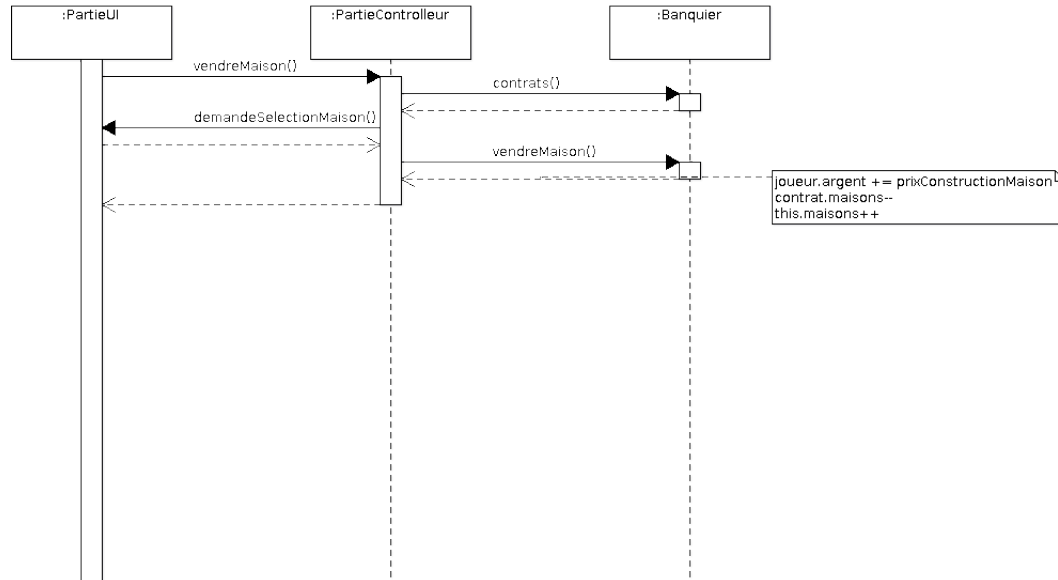 :PartieUI
:PartieControlleur
:Banquier
vendreMaison()
contrats()
demandeSelectionMaison()
vendreMaison()
joueur.argent += prixConstructionMaison
contrat.maisons--
this.maisons++